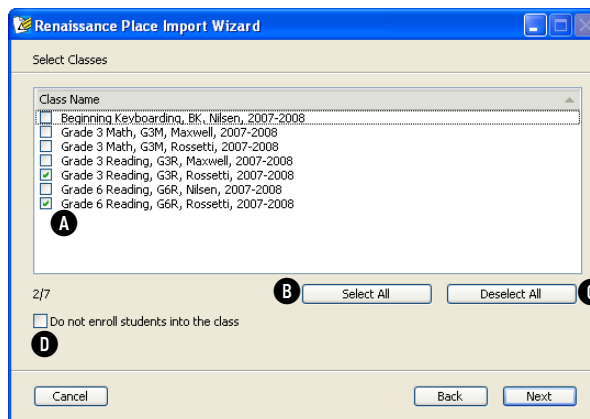 Renaissance Place Import Wizard
Select Classes
Class Name
Beginning Keyboarding, BK, Nilsen, 2007-2008
Grade 3 Math, G3M, Maxwell, 2007-2008
Grade 3 Math, G3M, Rossetti, 2007-2008
Grade 3 Reading, G3R, Maxwell, 2007-2008
Grade 3 Reading, G3R, Rossetti, 2007-2008
Grade 6 Reading, G6R, Nilsen, 2007-2008
Grade 6 Reading, G6R, Rossetti, 2007-2008
A
2/7 B Select All Deselect All
Do not enroll students into the class
D
Cancel Back Next